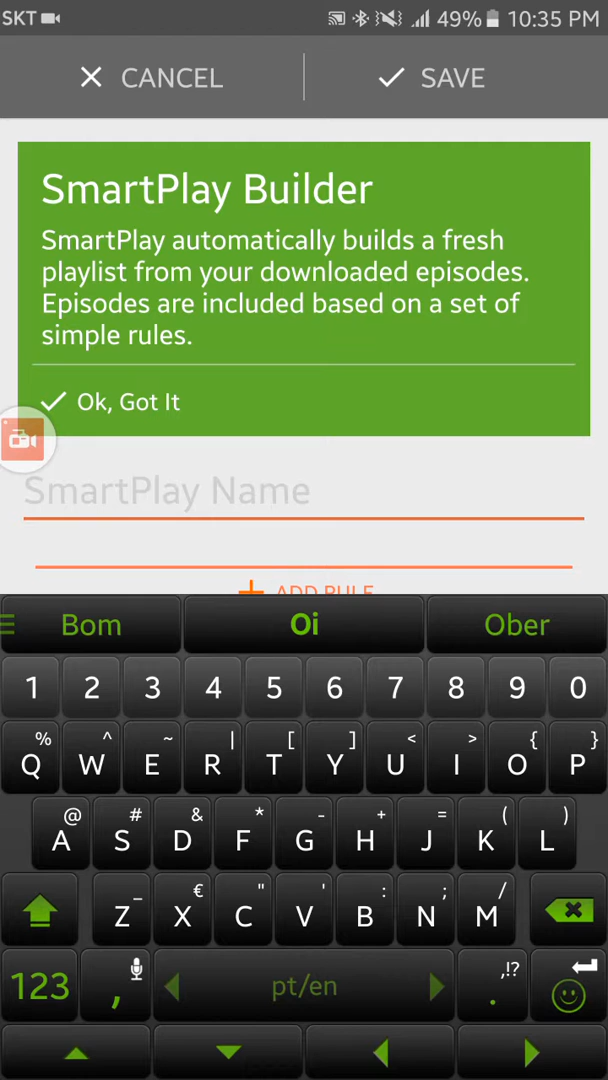 SKT 49% 10:35 PM
CANCEL SAVE
SmartPlay Builder
SmartPlay automatically builds a fresh
playlist from your downloaded episodes.
Episodes are included based on a set of
simple rules.
Ok, Got It
SmartPlay Name
ADD RULE
Bom Oi Ober
1 2 3 4 5 6 7 8 9 0
% ^ ~ | [ ] < > { }
Q W E R T Y U I O P
@ # & * - + = ( )
A S D F G H J K L
_ € " ' : ; /
Z X C V B N M
123 , pt/en ,!? .